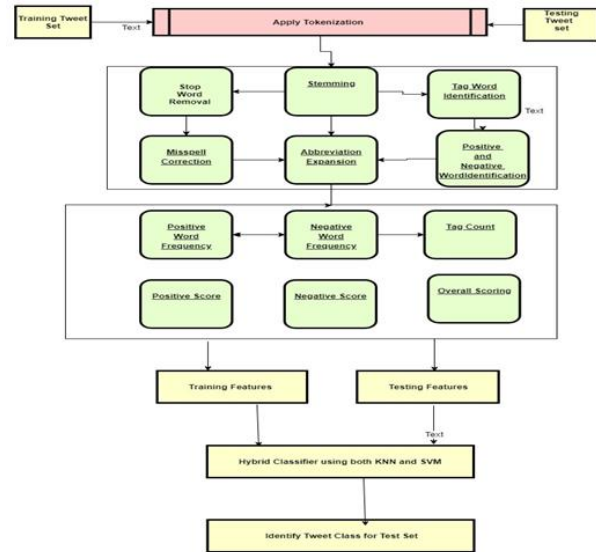 Training Tweet
Set
Text
Apply Tokenization
Testing
Tweet
set
Stop
Word
Removal
Stemming
Tag Word
Identification
Text
Misspell
Correction
Abbreviation
Expansion
Positive
and
Negative
WordIdentification
Positive
Word
Frequency
Negative
Word
Frequency
Tag Count
Positive Score
Negative Score
Overall Scoring
Training Features
Testing Features
Text
Hybrid Classifier using both KNN and SVM
Identify Tweet Class for Test Set